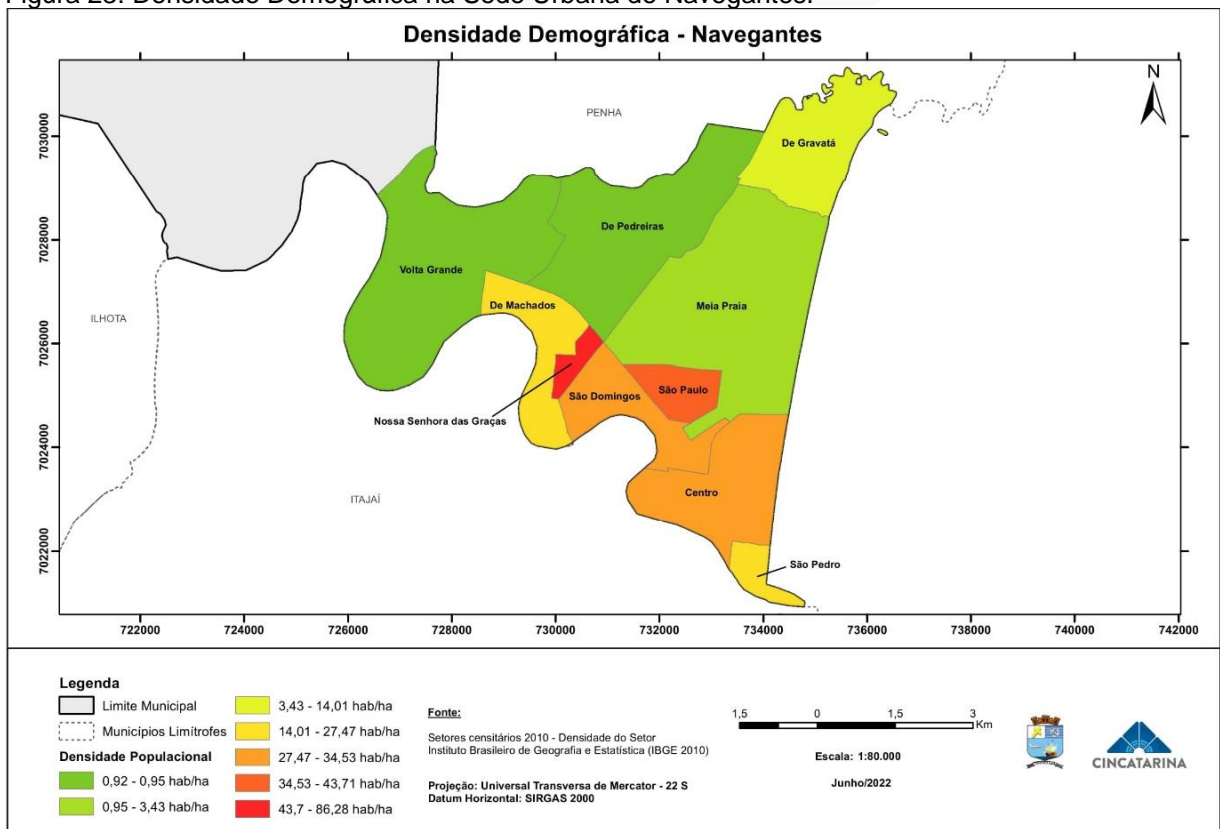 Figura 25: Densidade Demográfica na Sede Urbana de Navegantes.
Densidade Demográfica - Navegantes
N
PENHA
De Gravatá
De Pedreiras
Volta Grande
De Machados
Meia Praia
ILHOTA
São Paulo
São Domingos
Nossa Senhora das Graças
ITAJAÍ
Centro
São Pedro
7030000
7028000
7026000
7024000
7022000
7030000
7028000
7026000
7024000
7022000
722000 724000 726000 728000 730000 732000 734000 736000 738000 740000 742000
Legenda
Limite Municipal
Municípios Limítrofes
Densidade Populacional
0,92 - 0,95 hab/ha
0,95 - 3,43 hab/ha
3,43 - 14,01 hab/ha
14,01 - 27,47 hab/ha
27,47 - 34,53 hab/ha
34,53 - 43,71 hab/ha
43,7 - 86,28 hab/ha
Fonte:
Setores censitários 2010 - Densidade do Setor
Instituto Brasileiro de Geografia e Estatística (IBGE 2010)
Projeção: Universal Transversa de Mercator - 22 S
Datum Horizontal: SIRGAS 2000
1,5 0 1,5 3
Km
Escala: 1:80.000
Junho/2022
CINCATARINA